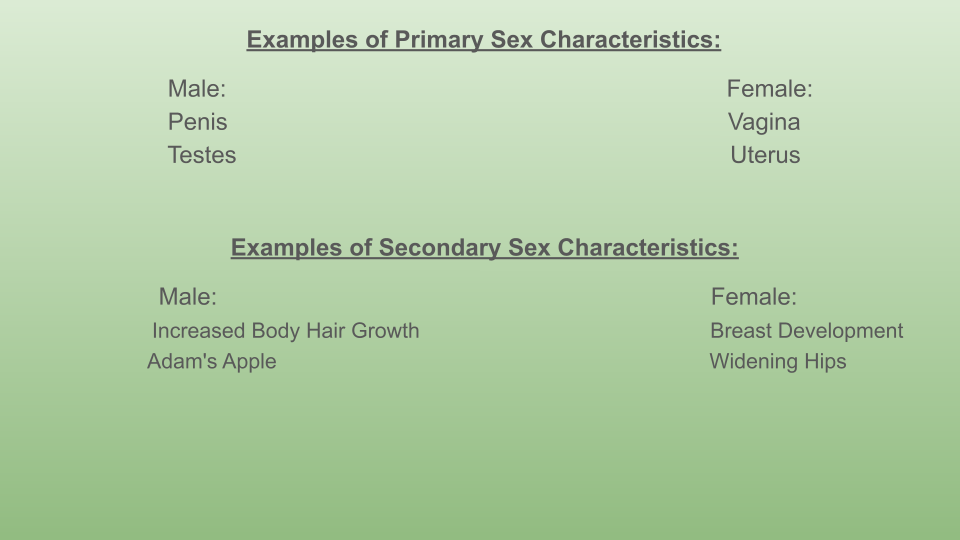 Examples of Primary Sex Characteristics:
Male: Female:
Penis Vagina
Testes Uterus
Examples of Secondary Sex Characteristics:
Male: Female:
Increased Body Hair Growth Breast Development
Adam's Apple Widening Hips